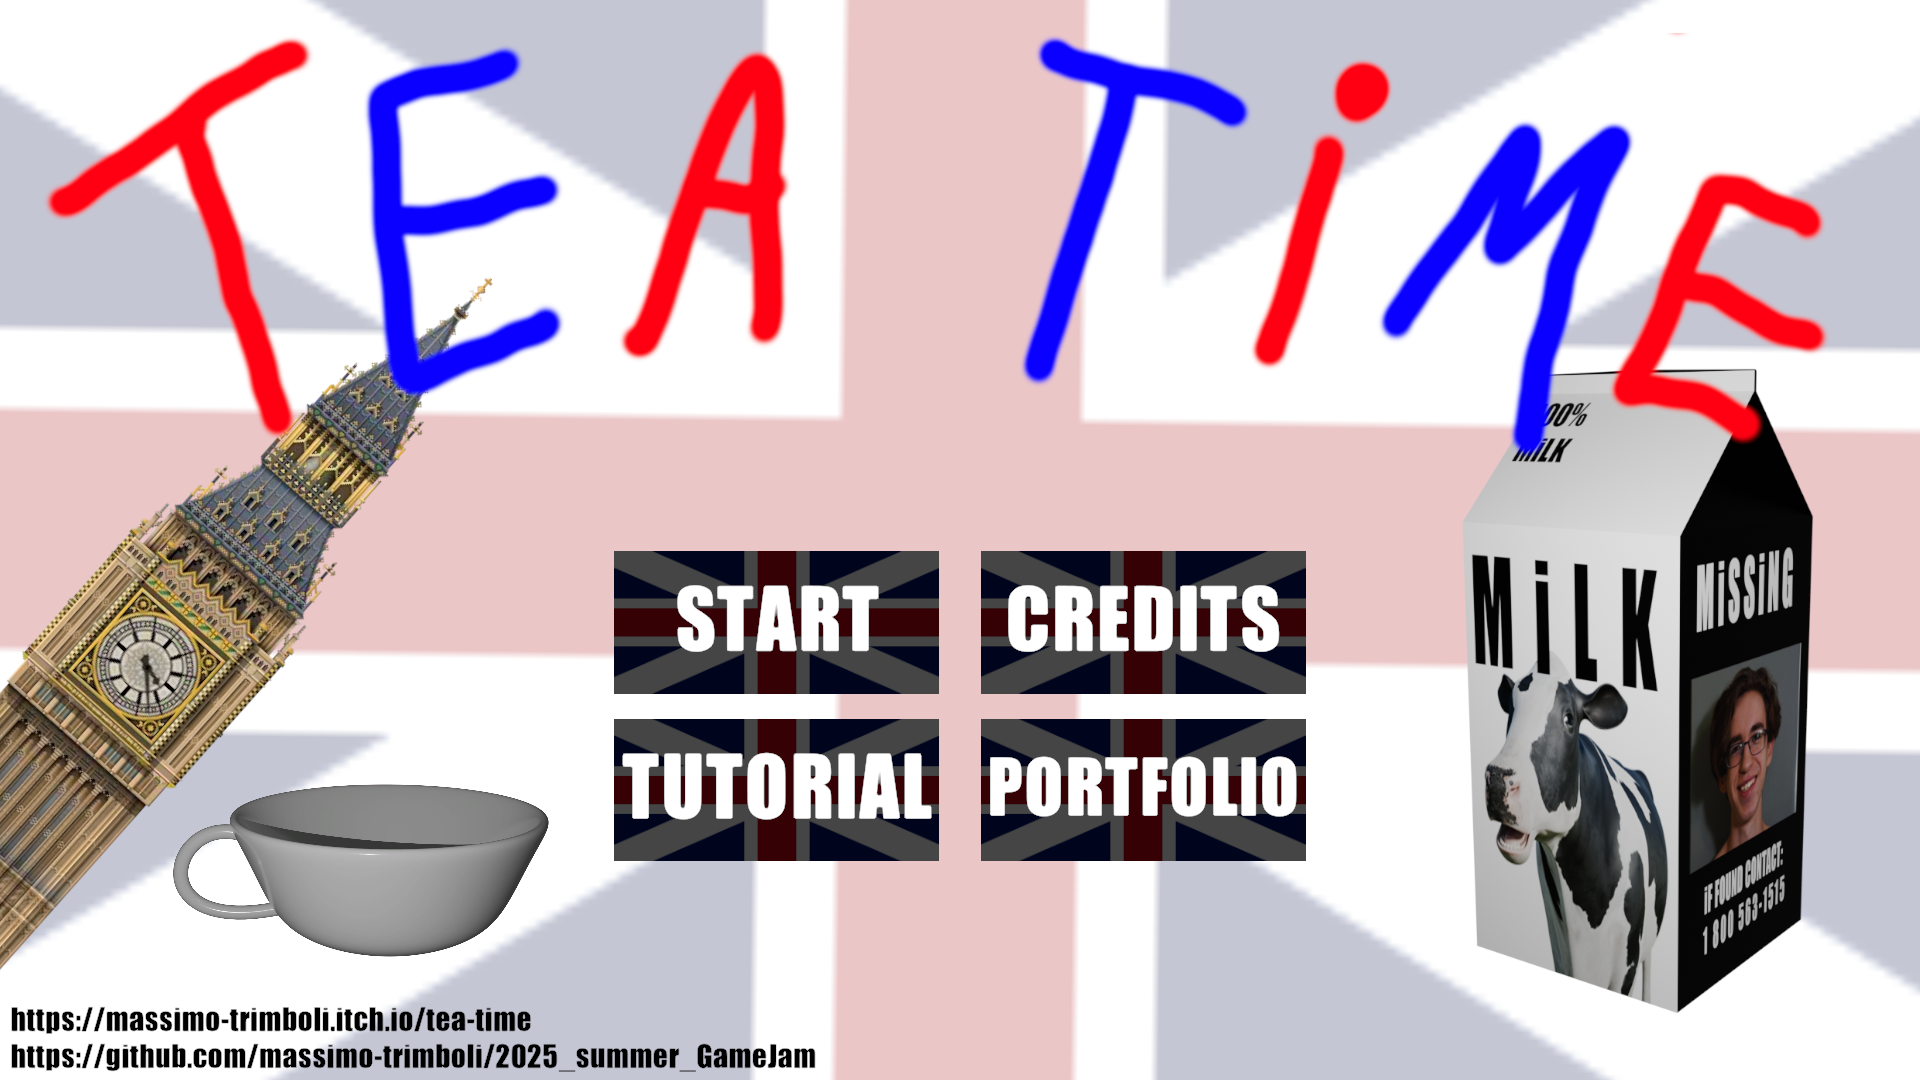 TEA TiME
00%
MiLK
START
CREDITS
TUTORIAL
PORTFOLIO
MiLK
MiSSiNG
iF FOUND CONTACT:
1 800 563-1515
https://massimo-trimboli.itch.io/tea-time
https://github.com/massimo-trimboli/2025_summer_GameJam